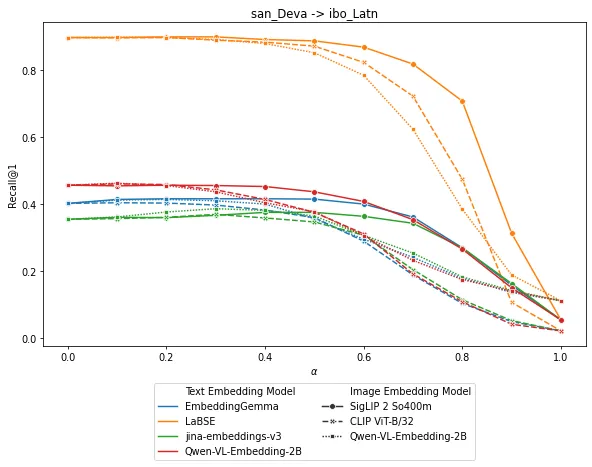 san_Deva -> ibo_Latn
Recall@1
0.8
0.6
0.4
0.2
0.0
0.0 0.2 0.4 0.6 0.8 1.0
α
Text Embedding Model
EmbeddingGemma
LaBSE
jina-embeddings-v3
Qwen-VL-Embedding-2B
Image Embedding Model
SigLIP 2 So400m
CLIP ViT-B/32
Qwen-VL-Embedding-2B